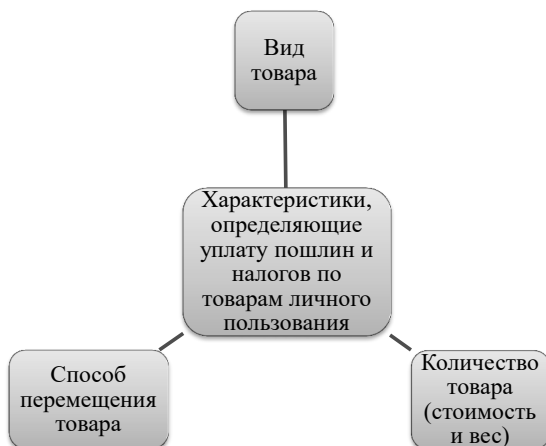 Вид
товара
Характеристики,
определяющие
уплату пошлин и
налогов по
товарам личного
пользования
Способ
перемещения
товара
Количество
товара
(стоимость
и вес)